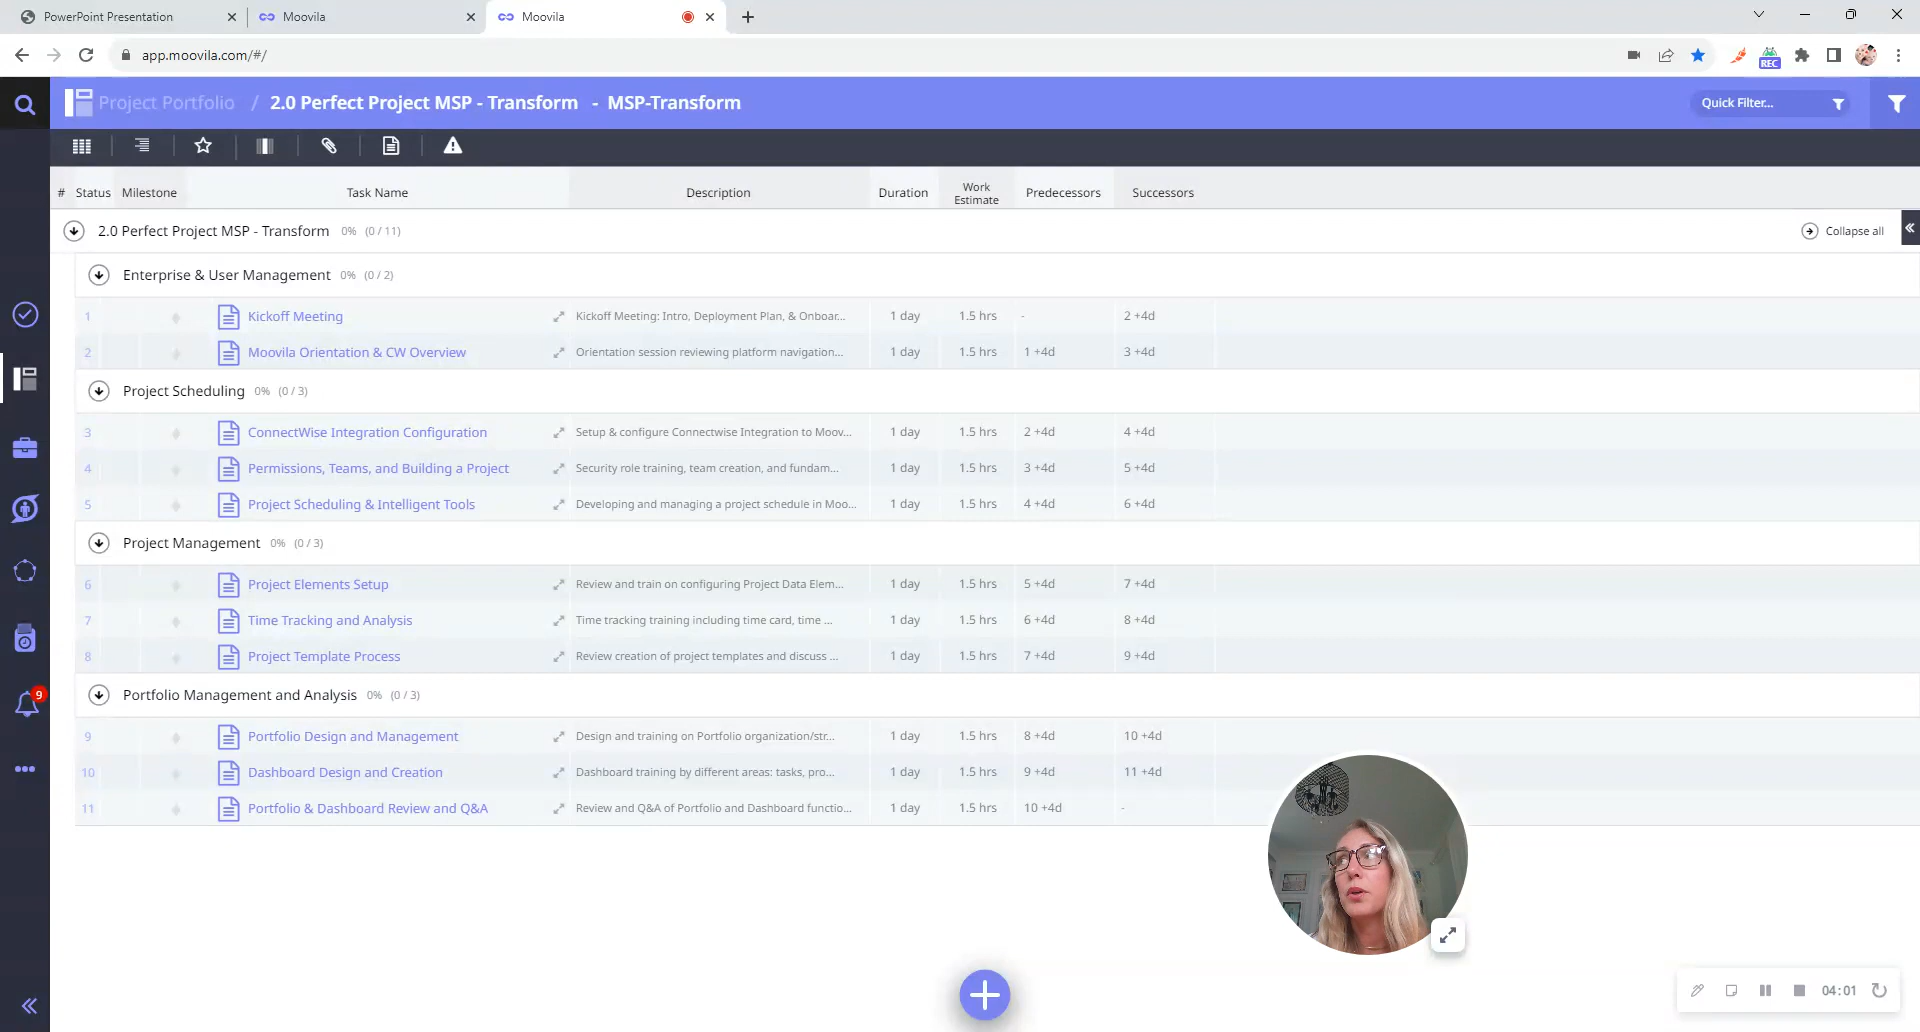 PowerPoint Presentation
Moovila
Moovila
app.moovila.com/#/
REC
Project Portfolio / 2.0 Perfect Project MSP - Transform - MSP-Transform
Quick Filter...
# Status Milestone Task Name Description Duration Work Estimate Predecessors Successors
2.0 Perfect Project MSP - Transform 0% (0 / 11)
Collapse all
Enterprise & User Management 0% (0 / 2)
1 Kickoff Meeting Kickoff Meeting: Intro, Deployment Plan, & Onboar... 1 day 1.5 hrs - 2 +4d
2 Moovila Orientation & CW Overview Orientation session reviewing platform navigation... 1 day 1.5 hrs 1 +4d 3 +4d
Project Scheduling 0% (0 / 3)
3 ConnectWise Integration Configuration Setup & configure Connectwise Integration to Moov... 1 day 1.5 hrs 2 +4d 4 +4d
4 Permissions, Teams, and Building a Project Security role training, team creation, and fundam... 1 day 1.5 hrs 3 +4d 5 +4d
5 Project Scheduling & Intelligent Tools Developing and managing a project schedule in Moo... 1 day 1.5 hrs 4 +4d 6 +4d
Project Management 0% (0 / 3)
6 Project Elements Setup Review and train on configuring Project Data Elem... 1 day 1.5 hrs 5 +4d 7 +4d
7 Time Tracking and Analysis Time tracking training including time card, time ... 1 day 1.5 hrs 6 +4d 8 +4d
8 Project Template Process Review creation of project templates and discuss ... 1 day 1.5 hrs 7 +4d 9 +4d
Portfolio Management and Analysis 0% (0 / 3)
9 Portfolio Design and Management Design and training on Portfolio organization/str... 1 day 1.5 hrs 8 +4d 10 +4d
10 Dashboard Design and Creation Dashboard training by different areas: tasks, pro... 1 day 1.5 hrs 9 +4d 11 +4d
11 Portfolio & Dashboard Review and Q&A Review and Q&A of Portfolio and Dashboard functio... 1 day 1.5 hrs 10 +4d -
9
04:01